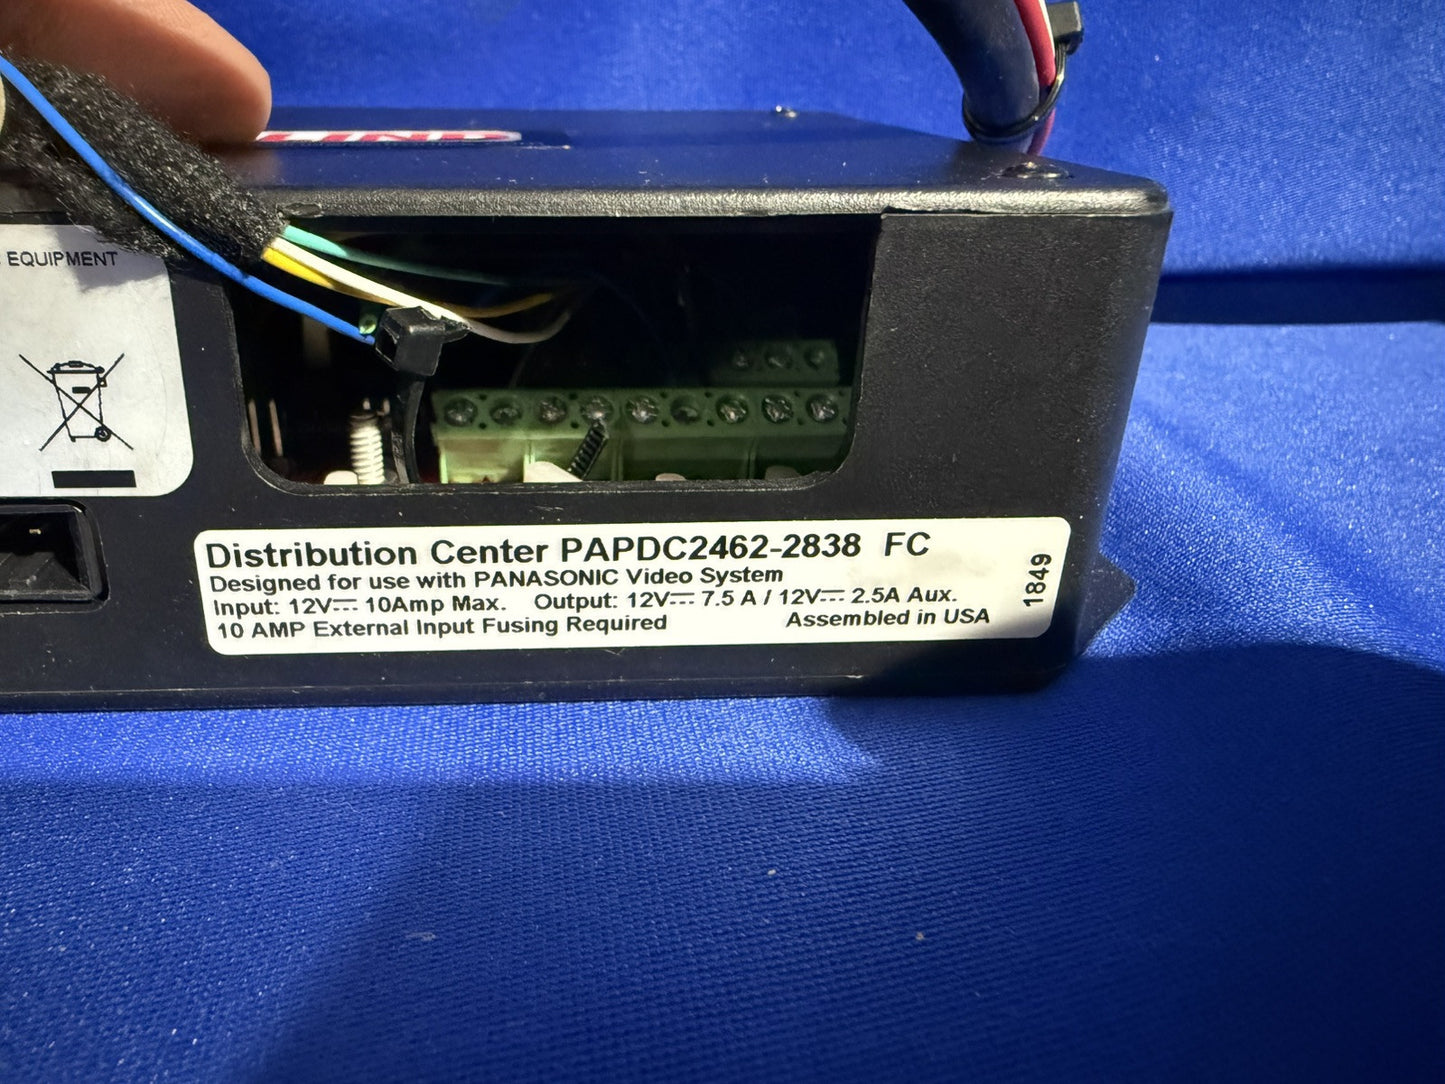 EQUIPMENT
Distribution Center PAPDC2462-2838 FC
Designed for use with PANASONIC Video System
Input: 12V⎓ 10Amp Max. Output: 12V⎓ 7.5 A / 12V⎓ 2.5A Aux.
10 AMP External Input Fusing Required Assembled in USA
1849